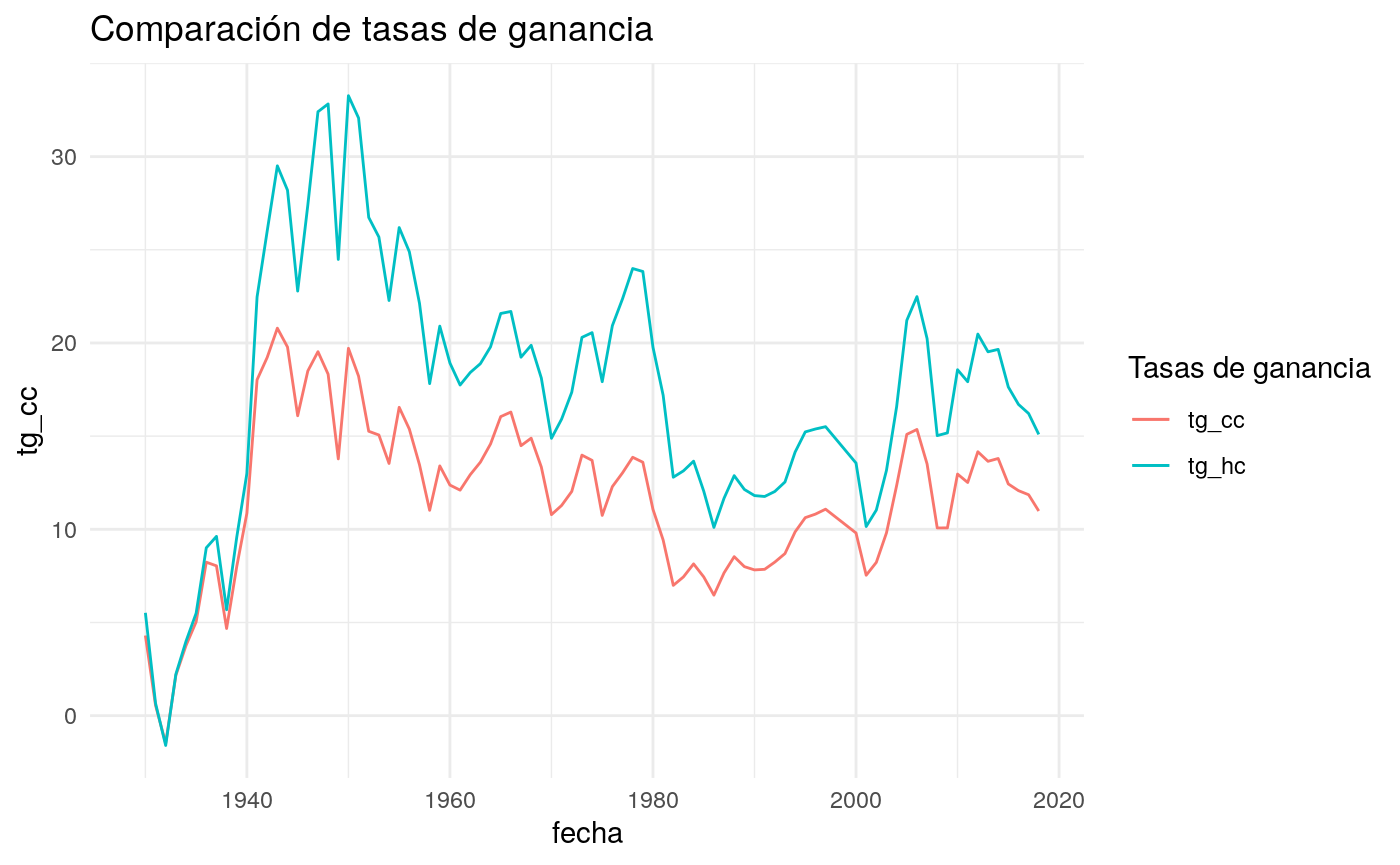 Comparación de tasas de ganancia
tg_cc
30
20
10
0
1940
1960
1980
2000
2020
fecha
Tasas de ganancia
tg_cc
tg_hc